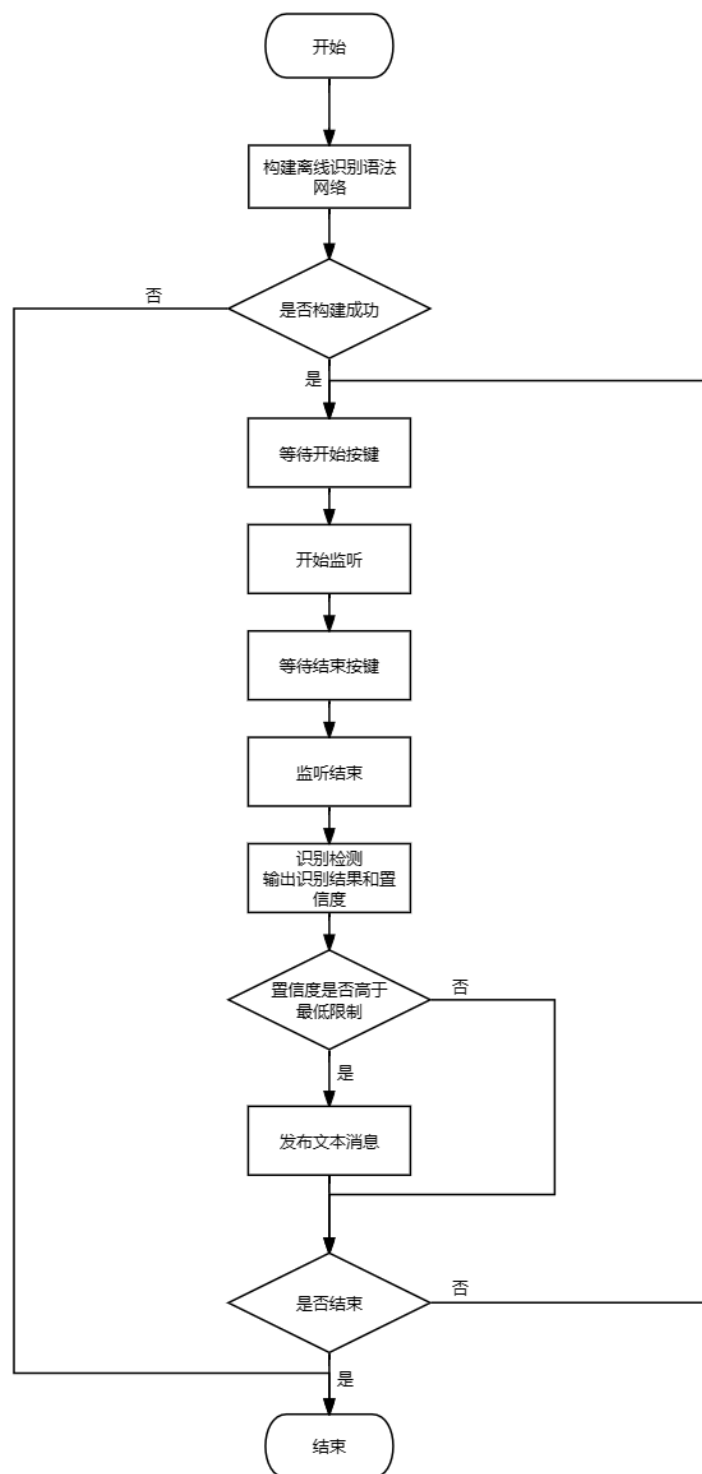 开始
构建离线识别语法
网络
否
是否构建成功
是
等待开始按键
开始监听
等待结束按键
监听结束
识别检测
输出识别结果和置
信度
置信度是否高于
最低限制
否
是
发布文本消息
否
是否结束
是
结束